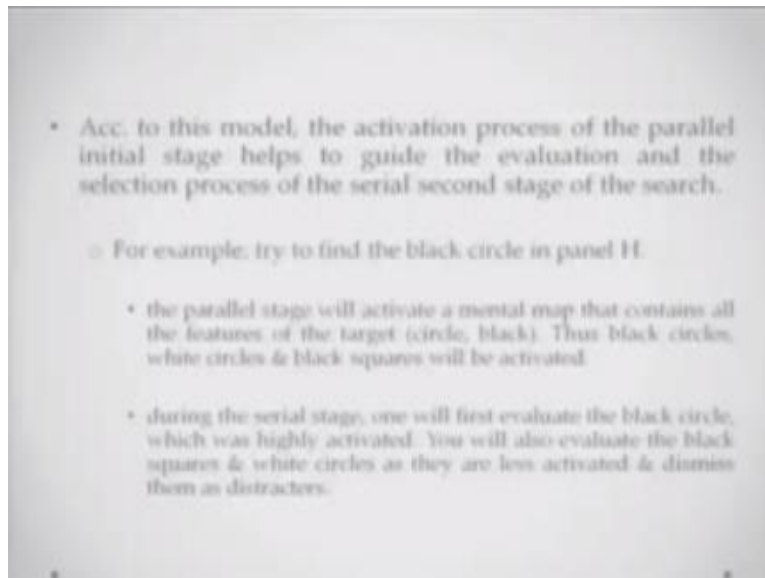 • Acc. to this model, the activation process of the parallel
initial stage helps to guide the evaluation and the
selection process of the serial second stage of the search.
o For example; try to find the black circle in panel H.
• the parallel stage will activate a mental map that contains all
the features of the target (circle, black). Thus black circles,
white circles & black squares will be activated.
• during the serial stage, one will first evaluate the black circle,
which was highly activated. You will also evaluate the black
squares & white circles as they are less activated & dismiss
them as distracters.